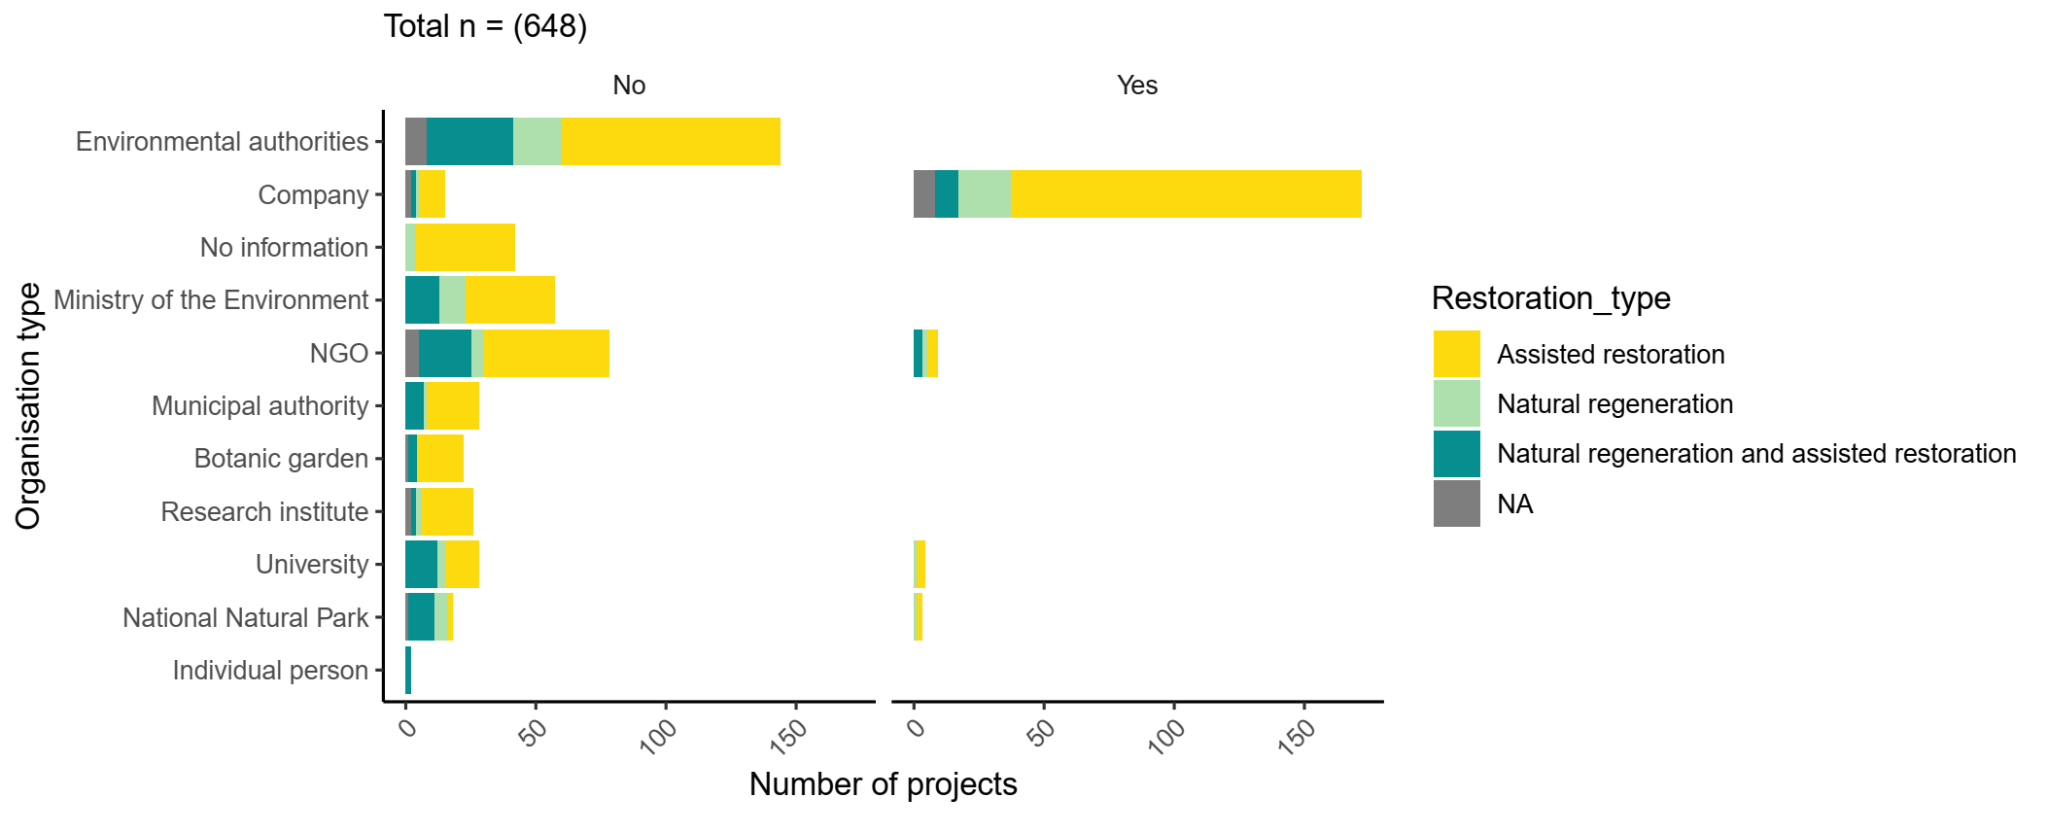 Total n = (648)
No
Yes
Environmental authorities
Company
No information
Ministry of the Environment
NGO
Municipal authority
Botanic garden
Research institute
University
National Natural Park
Individual person
Organisation type
0
50
100
150
0
50
100
150
Number of projects
Restoration_type
Assisted restoration
Natural regeneration
Natural regeneration and assisted restoration
NA